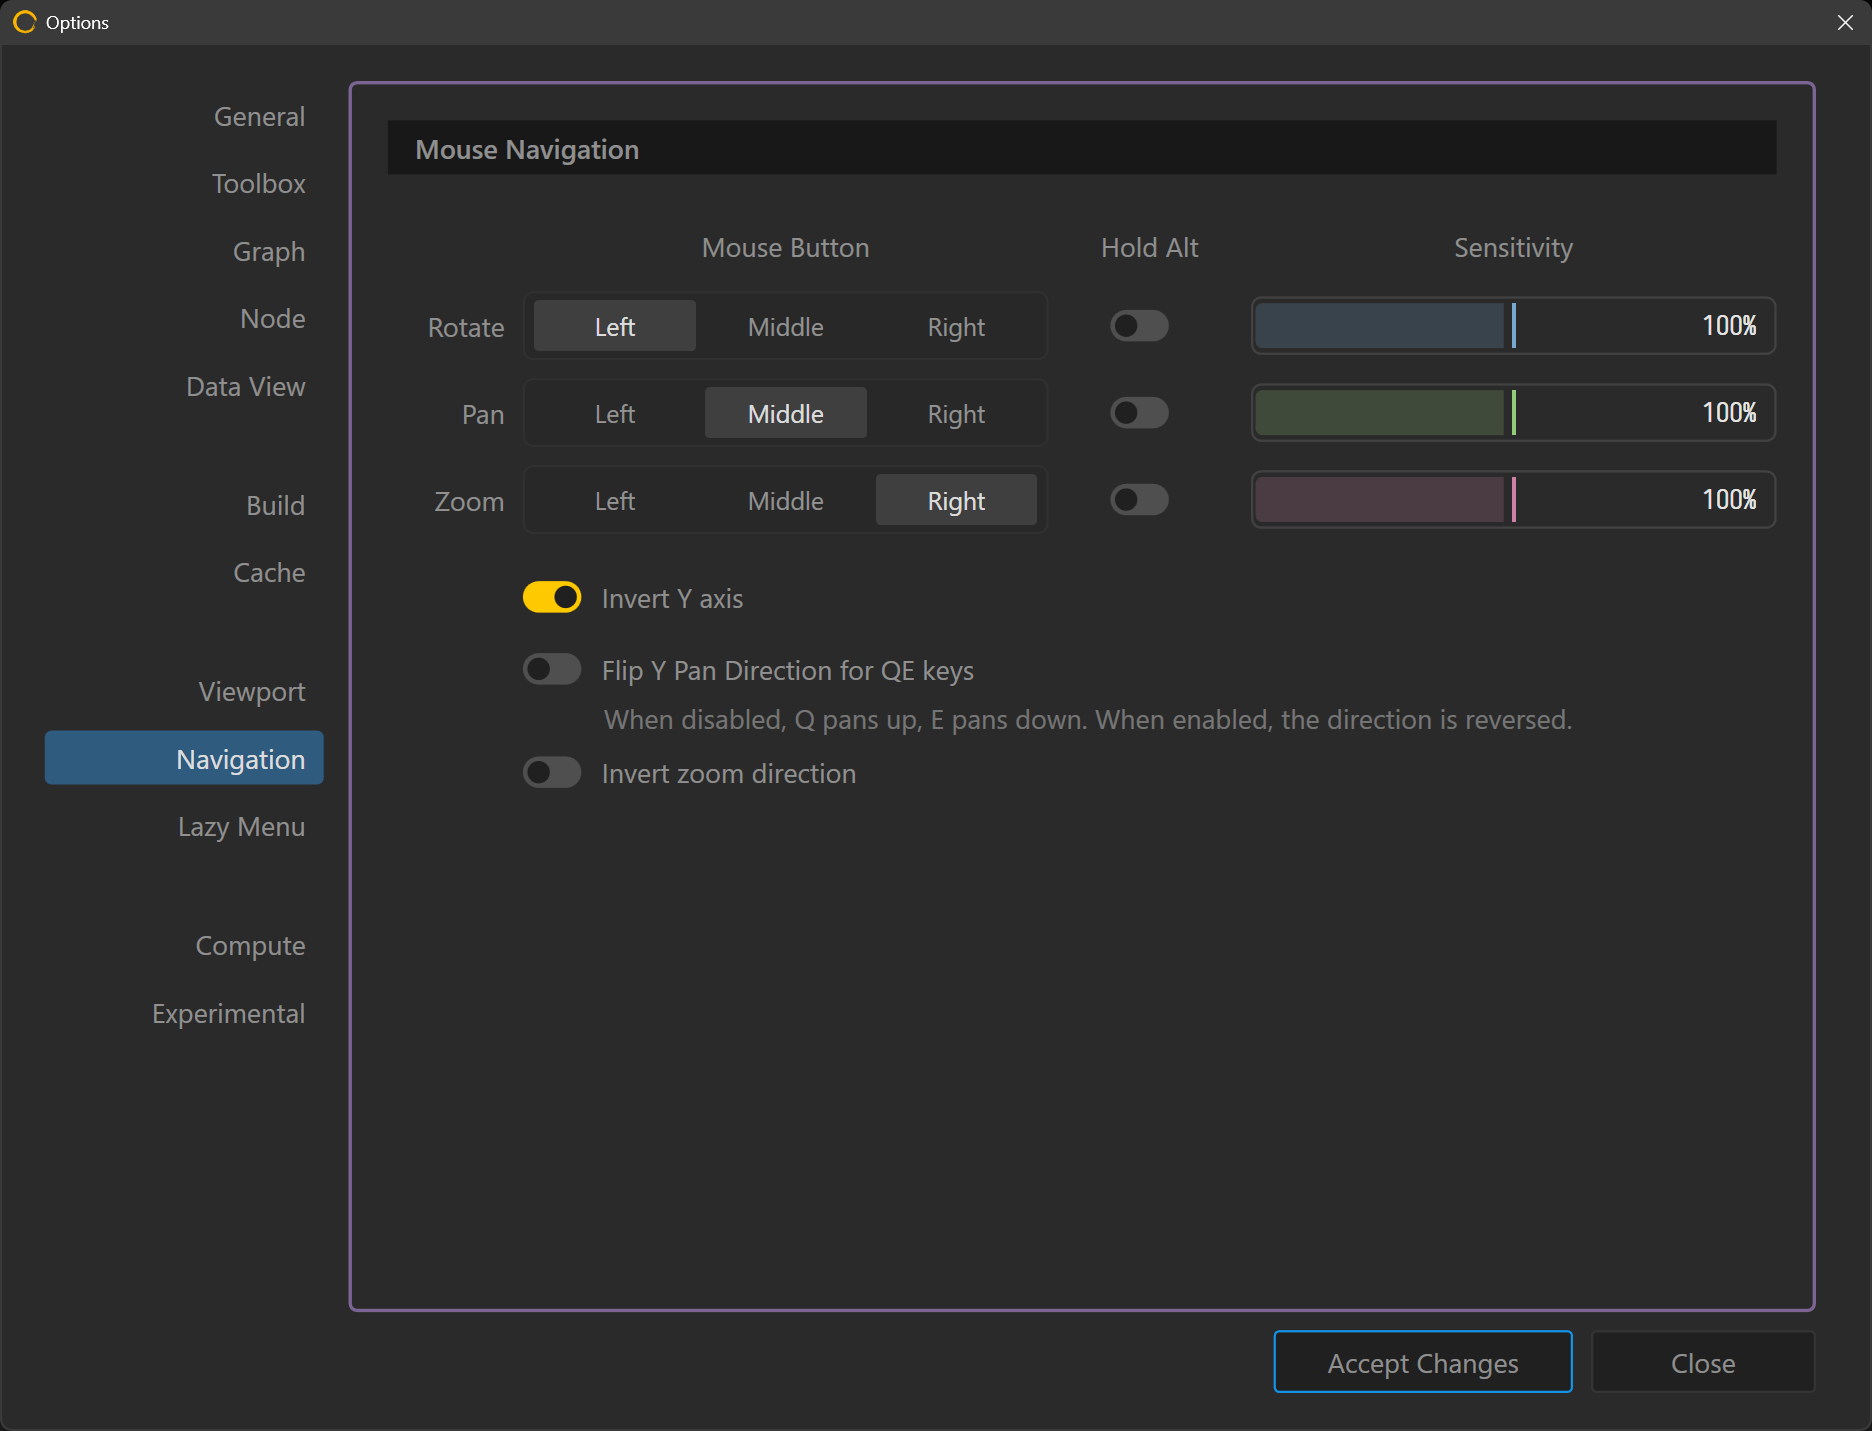 Options
General
Toolbox
Graph
Node
Data View
Build
Cache
Viewport
Navigation
Lazy Menu
Compute
Experimental
Mouse Navigation
Mouse Button Hold Alt Sensitivity
Rotate Left Middle Right 100%
Pan Left Middle Right 100%
Zoom Left Middle Right 100%
Invert Y axis
Flip Y Pan Direction for QE keys
When disabled, Q pans up, E pans down. When enabled, the direction is reversed.
Invert zoom direction
Accept Changes Close